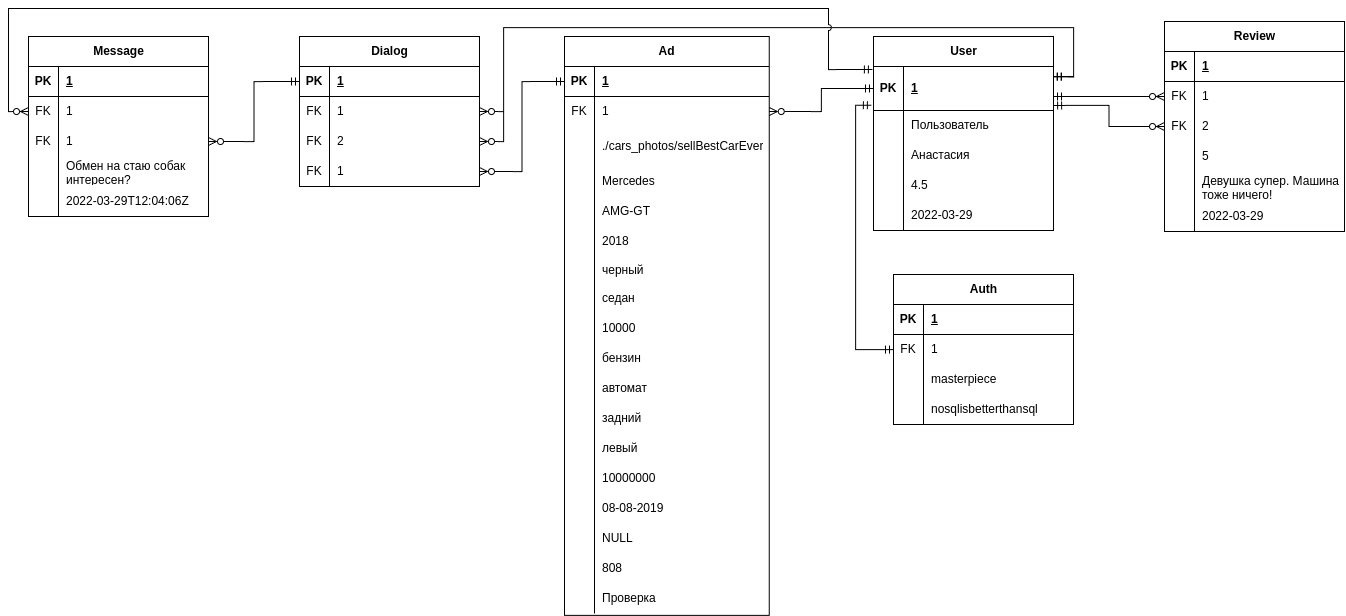 Message
PK 1
FK 1
FK 1
Обмен на стаю собак
интересен?
2022-03-29T12:04:06Z
Dialog
PK 1
FK 1
FK 2
FK 1
Ad
PK 1
FK 1
./cars_photos/sellBestCarEver
Mercedes
AMG-GT
2018
черный
седан
10000
бензин
автомат
задний
левый
10000000
08-08-2019
NULL
808
Проверка
User
PK 1
Пользователь
Анастасия
4.5
2022-03-29
Auth
PK 1
FK 1
masterpiece
nosqlisbetterthansql
Review
PK 1
FK 1
FK 2
5
Девушка супер. Машина
тоже ничего!
2022-03-29